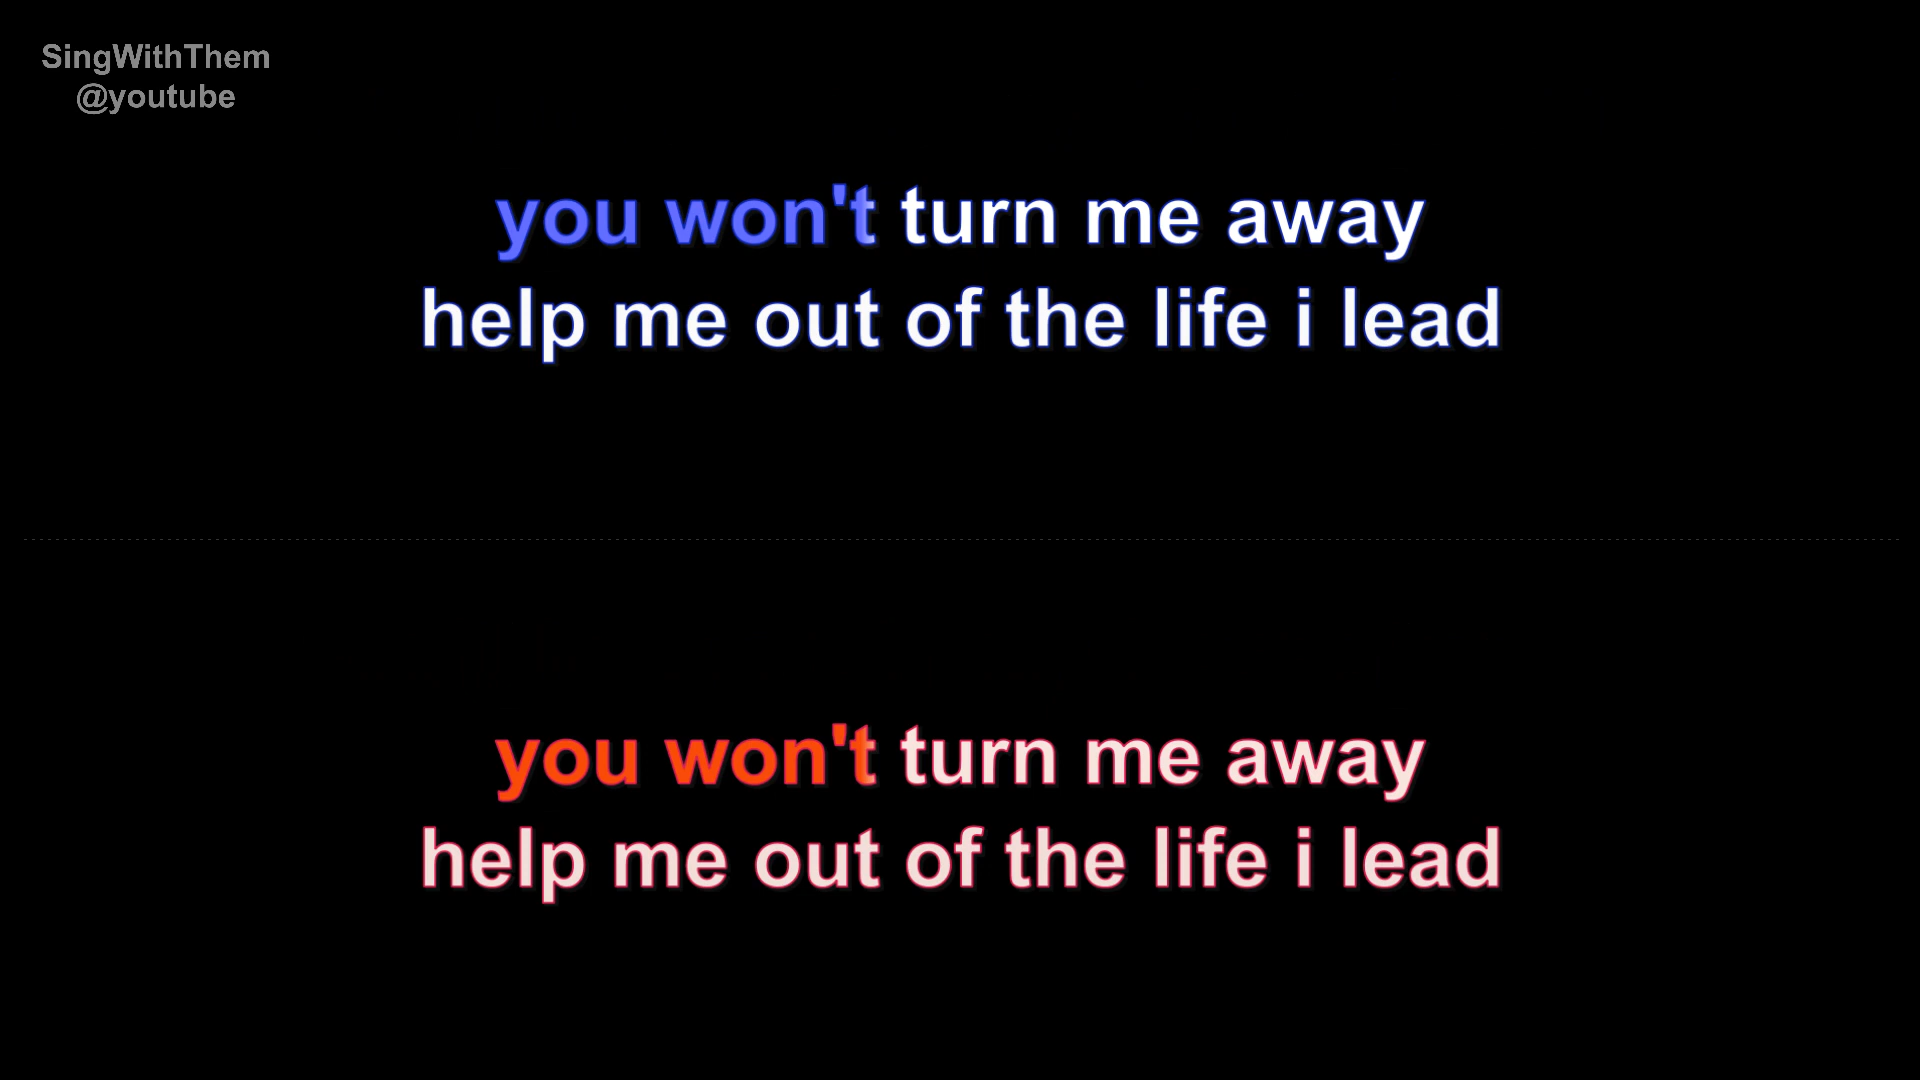 SingWithThem
@youtube
you won't turn me away
help me out of the life i lead
you won't turn me away
help me out of the life i lead